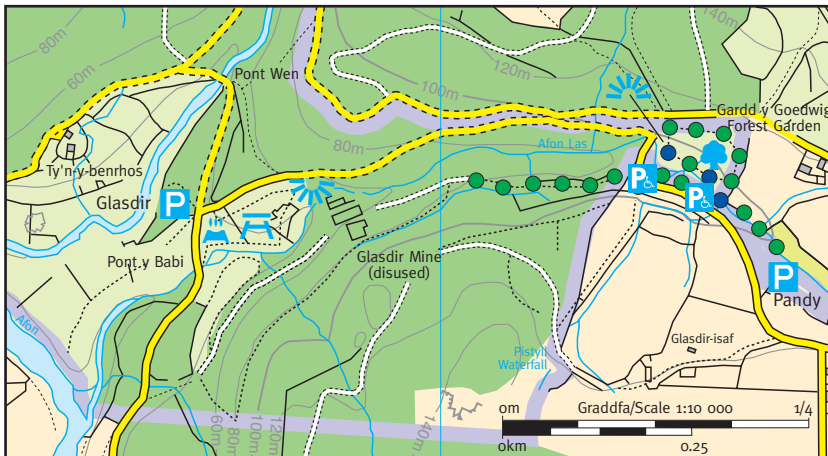 80m
60m
Pont Wen
100m
120m
140m
Gardd y Goedwig
Forest Garden
80m
Afon Las
Ty'n-y-benrhos
P
Glasdir
P
P
Pont y Babi
Glasdir Mine
(disused)
P
Pandy
Afon
Glasdir-isaf
Pistyll
Waterfall
60m
80m
100m
120m
140m
0m
Graddfa/Scale 1:10 000
1/4
0km
0.25